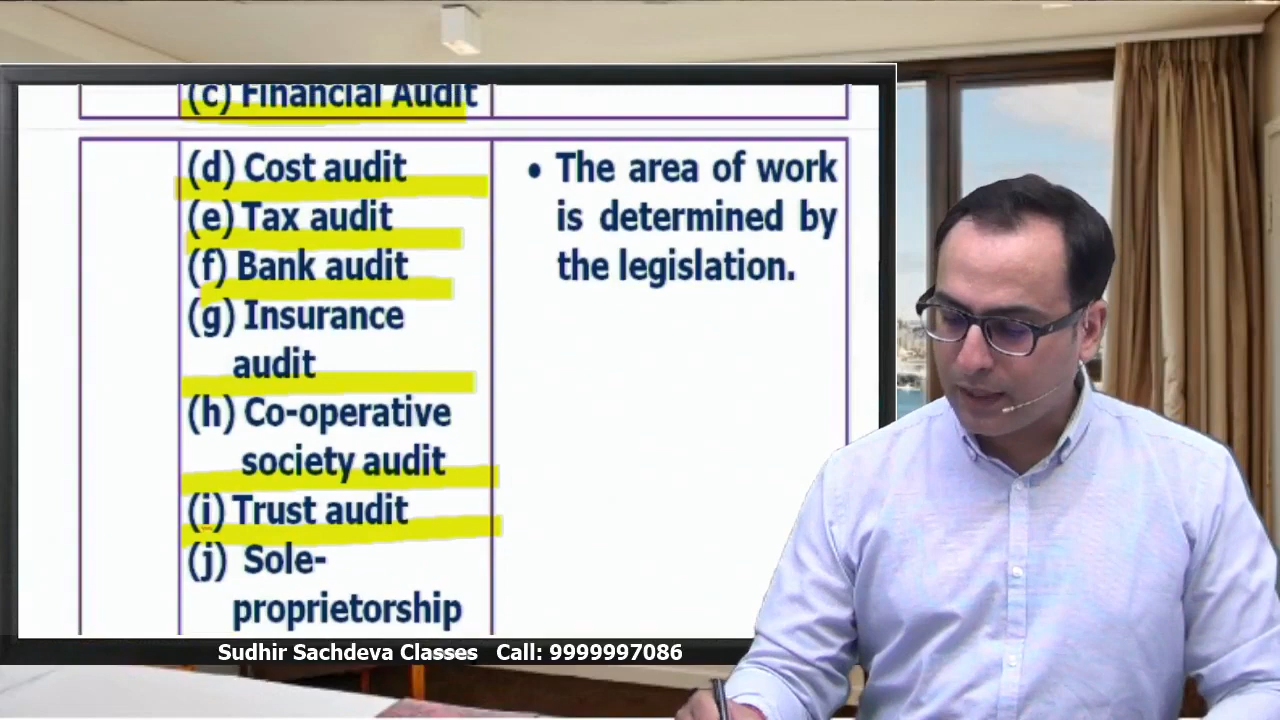 (c) Financial Audit
(d) Cost audit
(e) Tax audit
(f) Bank audit
(g) Insurance
audit
(h) Co-operative
society audit
(i) Trust audit
(j) Sole-
proprietorship
• The area of work
is determined by
the legislation.
Sudhir Sachdeva Classes Call: 9999997086